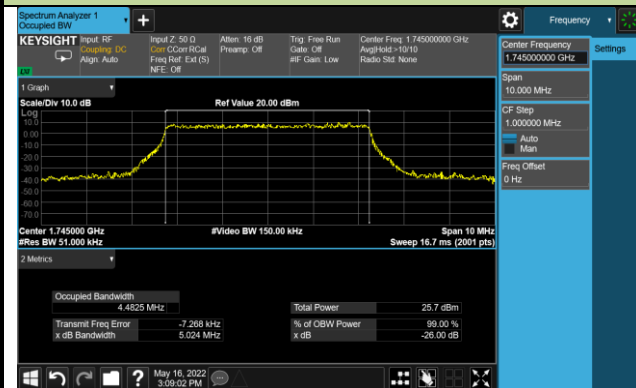 Spectrum Analyzer 1
Occupied BW
Frequency
KEYSIGHT
Input: RF
Coupling: DC
Align: Auto
Input Z: 50 Ω
Corr CCorr RCal
Freq Ref: Ext (S)
NFE: Off
Atten: 16 dB
Preamp: Off
Trig: Free Run
Gate: Off
#IF Gain: Low
Center Freq: 1.745000000 GHz
Avg|Hold:>10/10
Radio Std: None
Center Frequency
1.745000000 GHz
Settings
Span
10.000 MHz
CF Step
1.000000 MHz
Auto
Man
Freq Offset
0 Hz
1 Graph
Scale/Div 10.0 dB
Ref Value 20.00 dBm
Log
10.0
0.00
-10.0
-20.0
-30.0
-40.0
-50.0
-60.0
-70.0
Center 1.745000 GHz
#Video BW 150.00 kHz
Span 10 MHz
#Res BW 51.000 kHz
Sweep 16.7 ms (2001 pts)
2 Metrics
Occupied Bandwidth
4.4825 MHz
Total Power
25.7 dBm
Transmit Freq Error
-7.268 kHz
% of OBW Power
99.00 %
x dB Bandwidth
5.024 MHz
x dB
-26.00 dB
?
May 16, 2022
3:09:02 PM